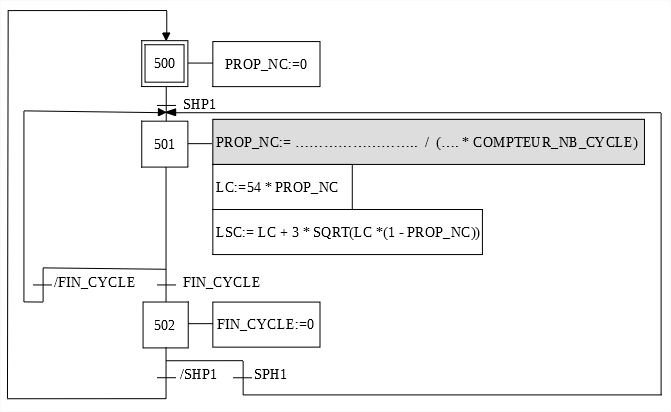 500
PROP_NC:=0
SHP1
501
PROP_NC:= .......................... / (.... * COMPTEUR_NB_CYCLE)
LC:=54 * PROP_NC
LSC:= LC + 3 * SQRT(LC *(1 - PROP_NC))
/FIN_CYCLE
FIN_CYCLE
502
FIN_CYCLE:=0
/SHP1
SPH1